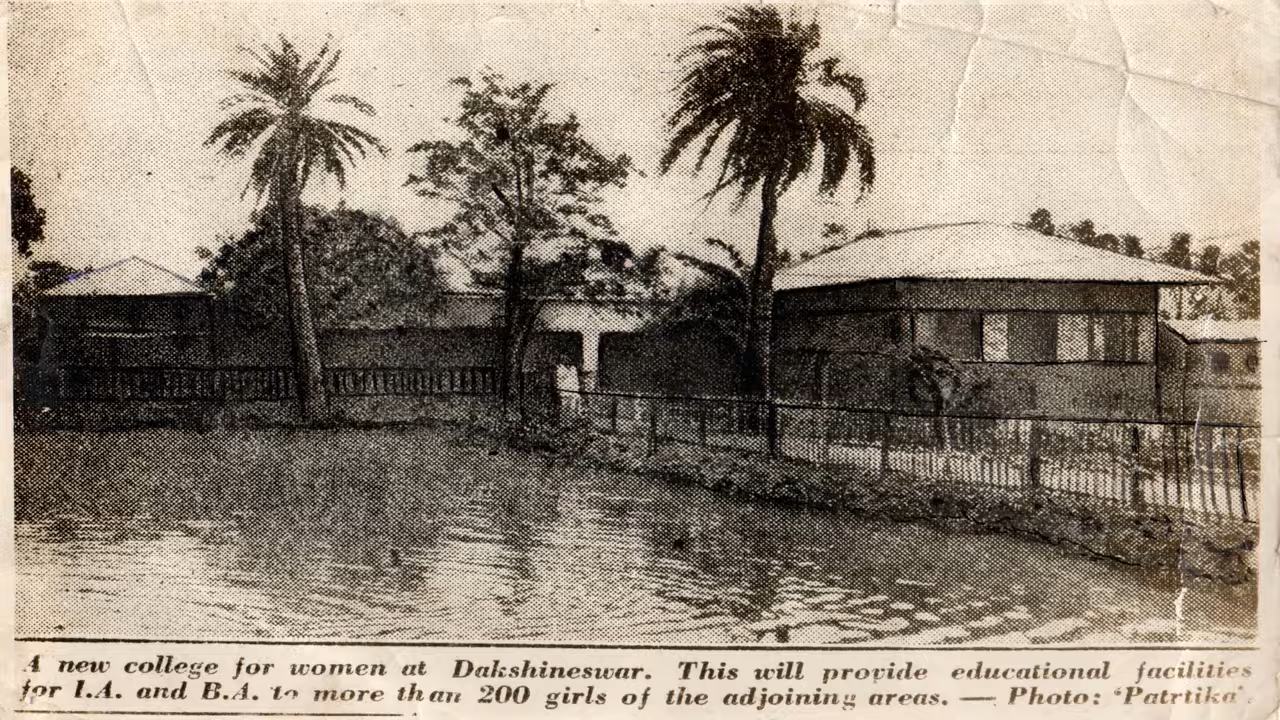 A new college for women at Dakshineswar. This will provide educational facilities
for I.A. and B.A. to more than 200 girls of the adjoining areas. — Photo: ‘Patrtika’.